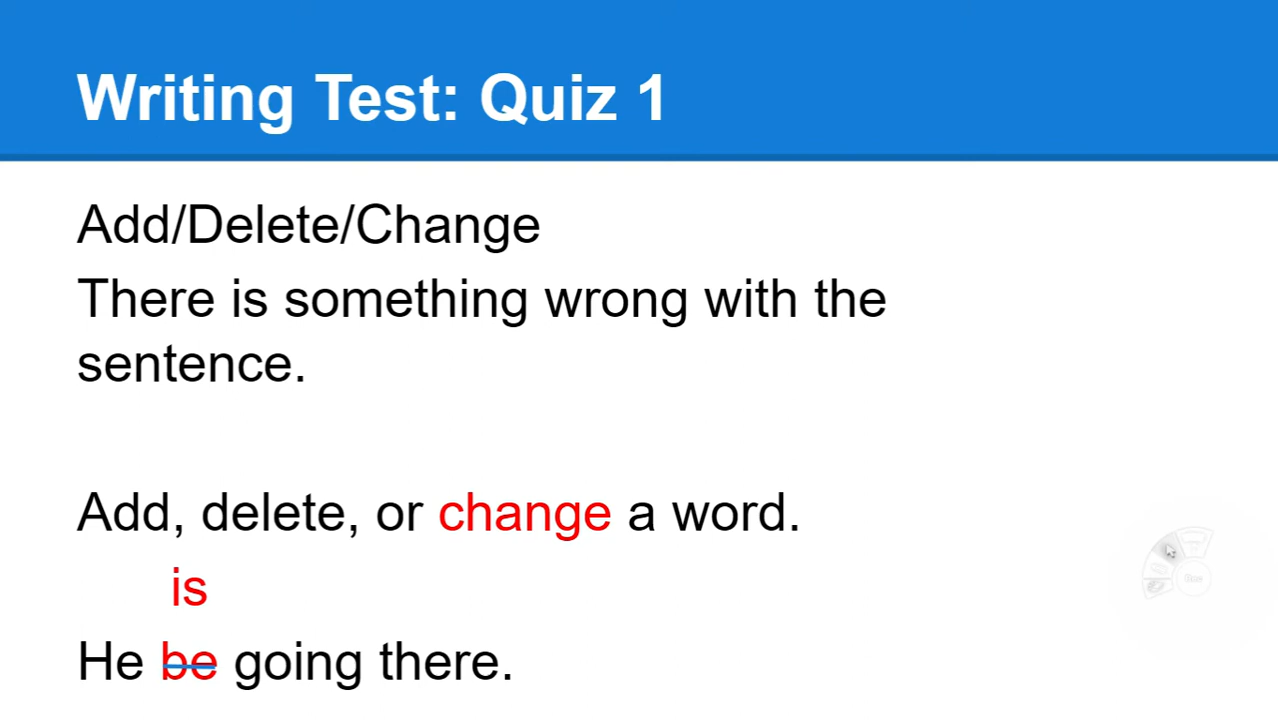 Writing Test: Quiz 1
Add/Delete/Change
There is something wrong with the
sentence.
Add, delete, or change a word.
is
He be going there.